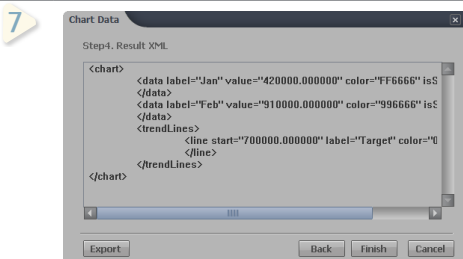 7
Chart Data
Step4. Result XML
<chart>
<data label="Jan" value="420000.000000" color="FF6666" isS
</data>
<data label="Feb" value="910000.000000" color="996666" isS
</data>
<trendLines>
<line start="700000.000000" label="Target" color="0
</line>
</trendLines>
</chart>
Export Back Finish Cancel